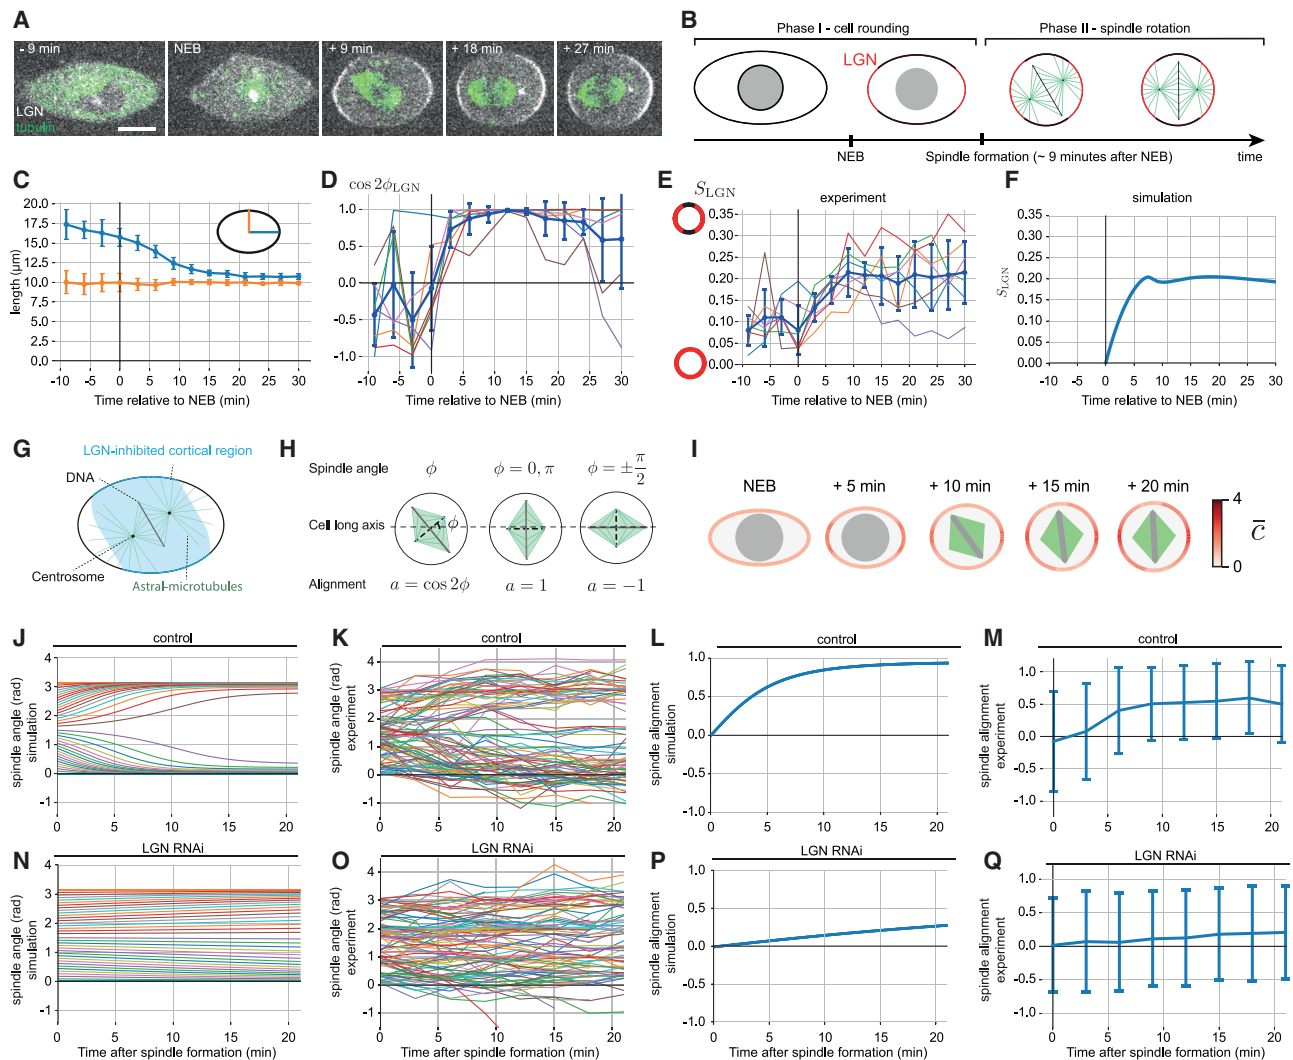 A
- 9 min
NEB
+ 9 min
+ 18 min
+ 27 min
LGN
tubulin
B
Phase I - cell rounding
Phase II - spindle rotation
LGN
NEB
Spindle formation (~ 9 minutes after NEB)
time
C
length (µm)
20.0
17.5
15.0
12.5
10.0
7.5
5.0
2.5
0.0
-10 -5 0 5 10 15 20 25 30
Time relative to NEB (min)
D
cos 2ϕLGN
1.0
0.5
0.0
-0.5
-1.0
-10 -5 0 5 10 15 20 25 30
Time relative to NEB (min)
E
SLGN
experiment
0.35
0.30
0.25
0.20
0.15
0.10
0.05
0.00
-10 -5 0 5 10 15 20 25 30
Time relative to NEB (min)
F
simulation
SLGN
0.35
0.30
0.25
0.20
0.15
0.10
0.05
0.00
-10 -5 0 5 10 15 20 25 30
Time relative to NEB (min)
G
LGN-inhibited cortical region
DNA
Centrosome
Astral-microtubules
H
Spindle angle
ϕ
ϕ = 0, π
ϕ = ±π/2
Cell long axis
ϕ
Alignment
a = cos 2ϕ
a = 1
a = −1
I
NEB
+ 5 min
+ 10 min
+ 15 min
+ 20 min
4
0
c̅
J
control
spindle angle (rad)
simulation
4
3
2
1
0
-1
0 5 10 15 20
K
control
spindle angle (rad)
experiment
4
3
2
1
0
-1
0 5 10 15 20
L
control
spindle alignment
simulation
1.0
0.5
0.0
0.5
1.0
0 5 10 15 20
M
control
spindle alignment
experiment
1.0
0.5
0.0
-0.5
-1.0
0 5 10 15 20
N
LGN RNAi
spindle angle (rad)
simulation
4
3
2
1
0
-1
0 5 10 15 20
Time after spindle formation (min)
O
LGN RNAi
spindle angle (rad)
experiment
4
3
2
1
0
-1.0
0 5 10 15 20
Time after spindle formation (min)
P
LGN RNAi
spindle alignment
simulation
1.0
0.5
0.0
0.5
1.0
0 5 10 15 20
Time after spindle formation (min)
Q
LGN RNAi
spindle alignment
experiment
1.0
0.5
0.0
-0.5
-1.0
0 5 10 15 20
Time after spindle formation (min)